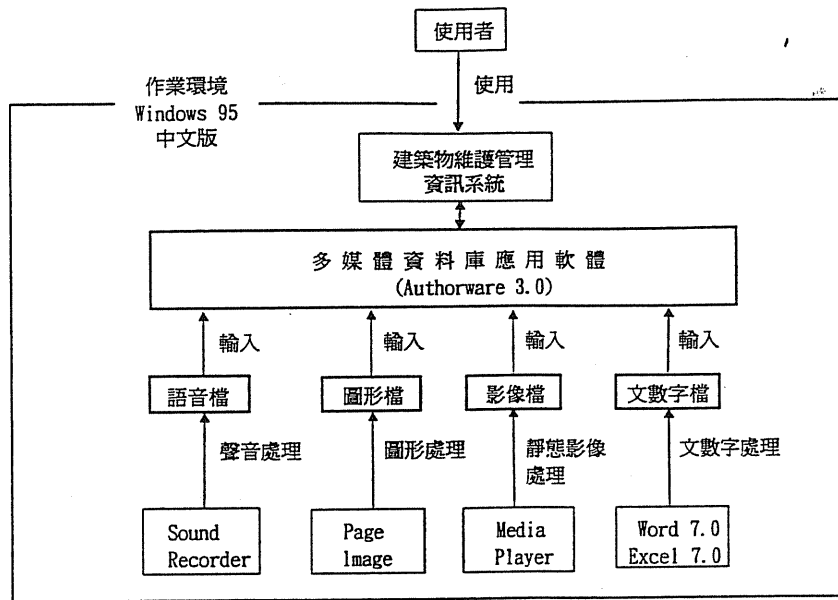 使用者
作業環境
Windows 95
中文版
使用
建築物維護管理
資訊系統
多媒體資料庫應用軟體
(Authorware 3.0)
輸入 輸入 輸入 輸入
語音檔 圖形檔 影像檔 文數字檔
聲音處理 圖形處理 靜態影像 文數字處理
處理
Sound Page Media Word 7.0
Recorder lmage Player Excel 7.0